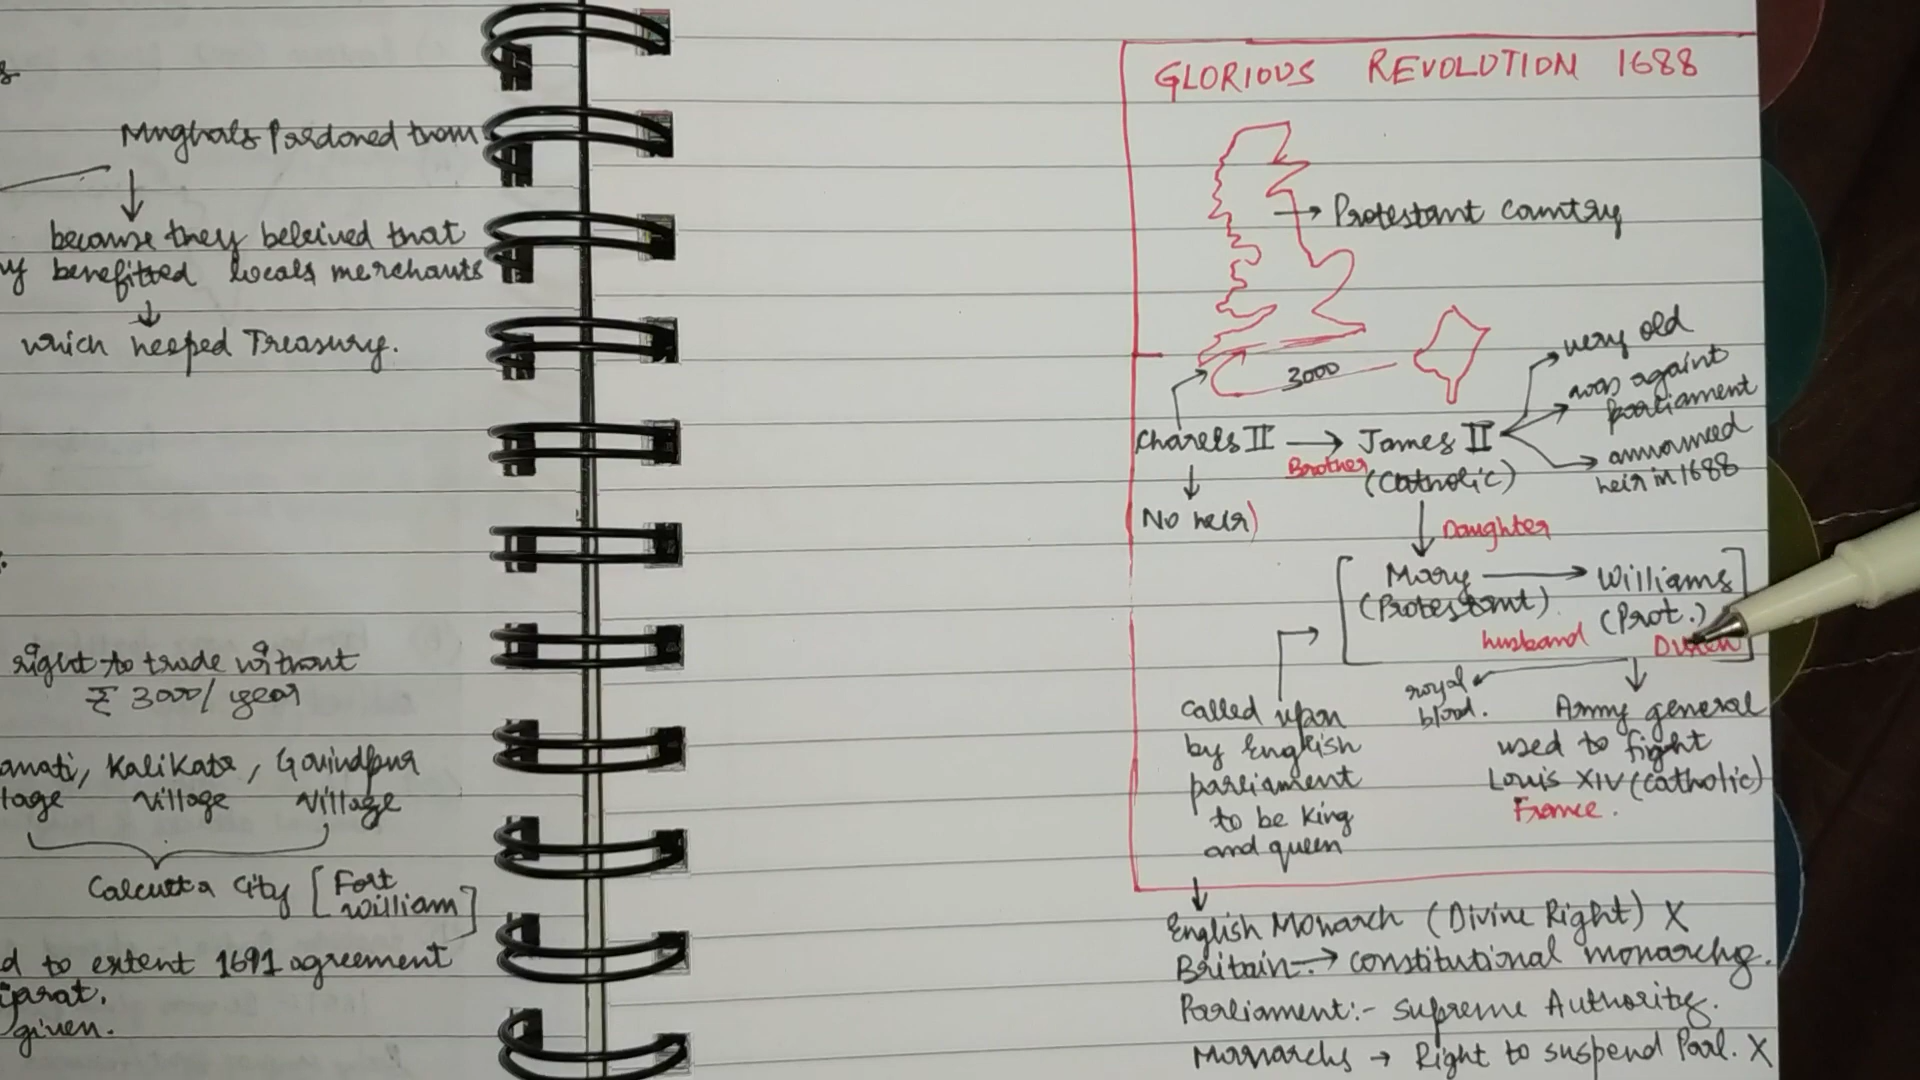 s
Mughals Pardoned them
because they beleived that
y benefitted locals merchants
which heeped Treasury.
right to trade without
₹ 3000/ year
anati, Kalikata, Govindpur
lage village village
Calcutta City [Fort William]
d to extent 1691 agreement
given.
GLORIOUS REVOLUTION 1688
→ Protestant country
3000
Charels II → James II
Brother
(Catholic)
very old
was againt
parliament
announced
heir in 1688
No heir)
Daughter
Mary → Williams
(Protestant) (Prot.)
husband Dutch
royal
blood.
Army general
used to fight
Louis XIV (Catholic)
France.
Called upon
by English
parliament
to be King
and queen
English Monarch (Divine Right) X
Britain → constitutional monarchy.
Parliament:- Supreme Authority.
Monarchs → Right to suspend Parl. X